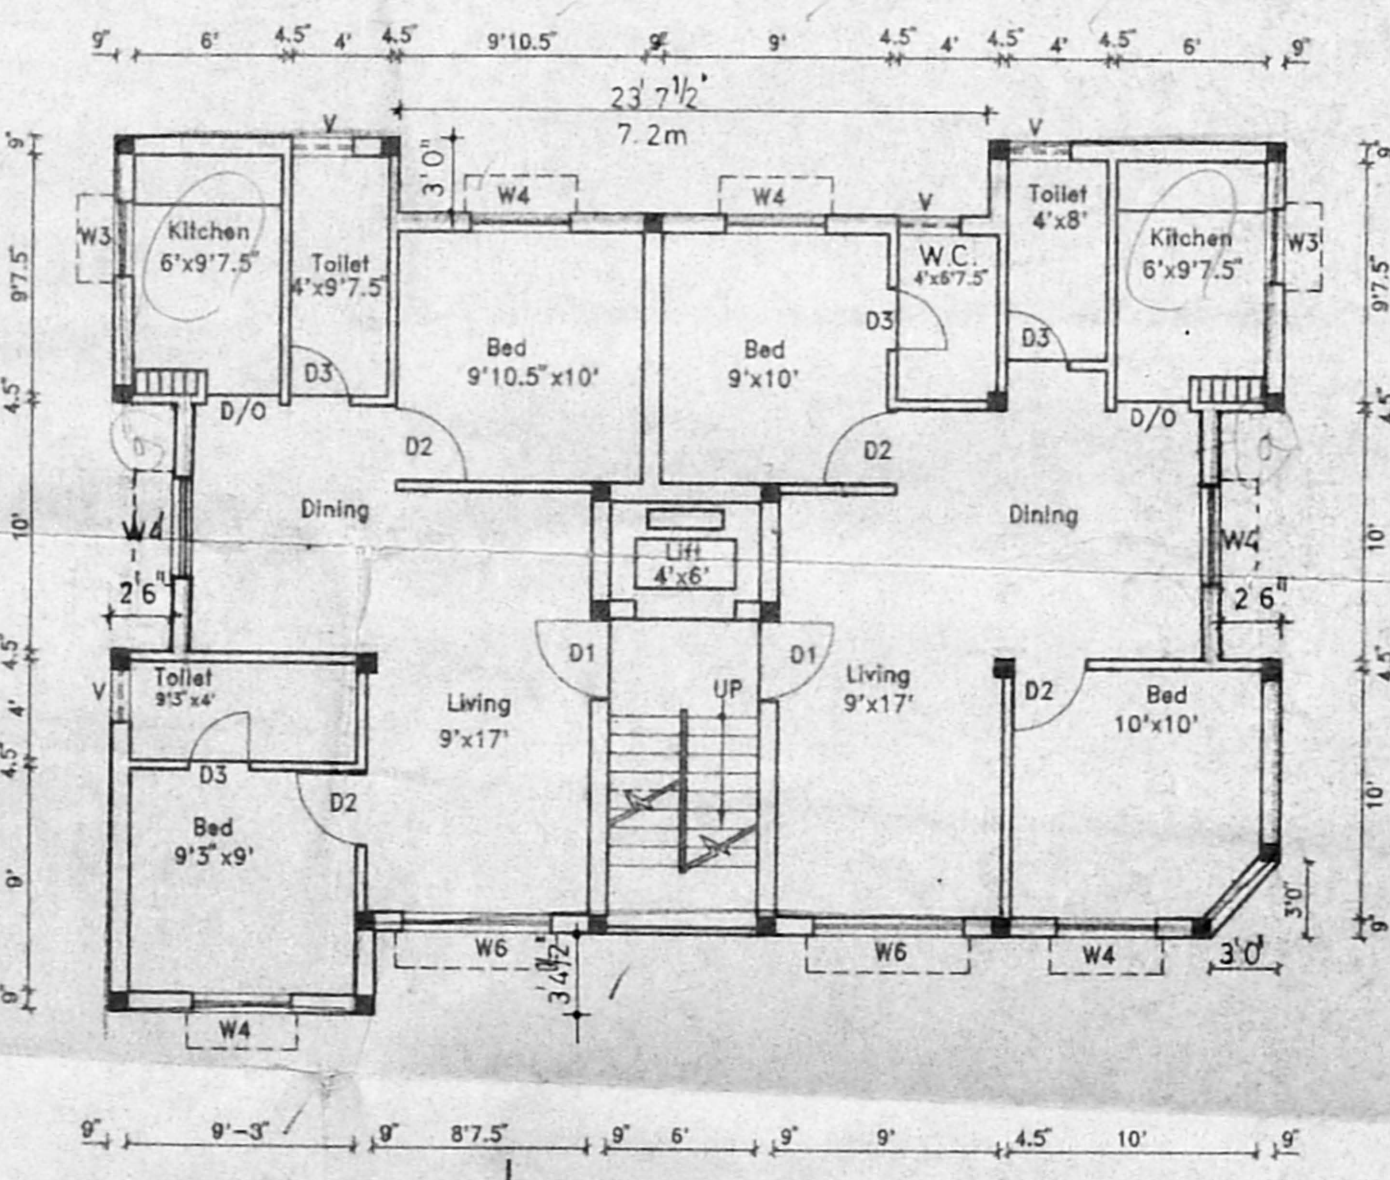 9" 6' 4.5" 4' 4.5" 9'10.5" 9" 9' 4.5" 4' 4.5" 4' 4.5" 6' 9"
23' 7 1/2"
7.2m
V
V
3'0"
W4
W4
V
9"
9"
W3
Kitchen
6'x9'7.5"
Toilet
4'x9'7.5"
Toilet
4'x8'
W.C.
4'x6'7.5"
Kitchen
6'x9'7.5"
W3
9'7.5"
9'7.5"
D3
Bed
9'10.5"x10'
Bed
9'x10'
D3
D3
4.5"
4.5"
D/O
D/O
D2
D2
Dining
Dining
W4
W4
10'
10'
Lift
4'x6'
2'6"
2'6"
4.5"
4.5"
D1
D1
Toilet
9'3"x4'
V
4'
UP
Living
9'x17'
Living
9'x17'
D2
Bed
10'x10'
4.5"
D3
D2
10'
Bed
9'3"x9'
9'
3'0"
9"
W6
W6
W4
3'0"
3'4 1/2"
9"
W4
9" 9'-3" 9" 8'7.5" 9" 6' 9" 9' 4.5" 10' 9"